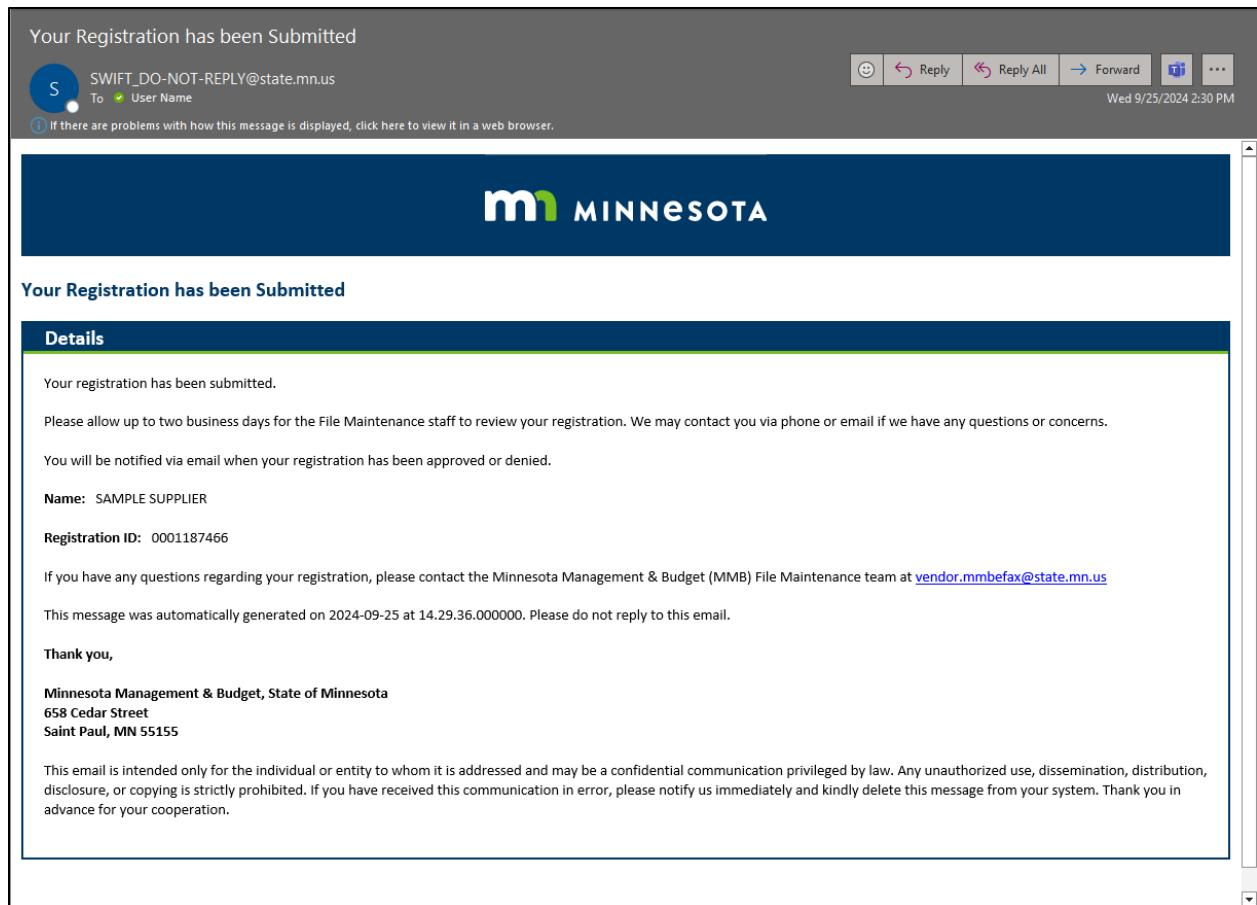 Your Registration has been Submitted
S
SWIFT_DO-NOT-REPLY@state.mn.us
To User Name
Reply
Reply All
Forward
Wed 9/25/2024 2:30 PM
If there are problems with how this message is displayed, click here to view it in a web browser.
mn MINNESOTA
Your Registration has been Submitted
Details
Your registration has been submitted.
Please allow up to two business days for the File Maintenance staff to review your registration. We may contact you via phone or email if we have any questions or concerns.
You will be notified via email when your registration has been approved or denied.
Name: SAMPLE SUPPLIER
Registration ID: 0001187466
If you have any questions regarding your registration, please contact the Minnesota Management & Budget (MMB) File Maintenance team at vendor.mmbefax@state.mn.us
This message was automatically generated on 2024-09-25 at 14.29.36.000000. Please do not reply to this email.
Thank you,
Minnesota Management & Budget, State of Minnesota
658 Cedar Street
Saint Paul, MN 55155
This email is intended only for the individual or entity to whom it is addressed and may be a confidential communication privileged by law. Any unauthorized use, dissemination, distribution,
disclosure, or copying is strictly prohibited. If you have received this communication in error, please notify us immediately and kindly delete this message from your system. Thank you in
advance for your cooperation.